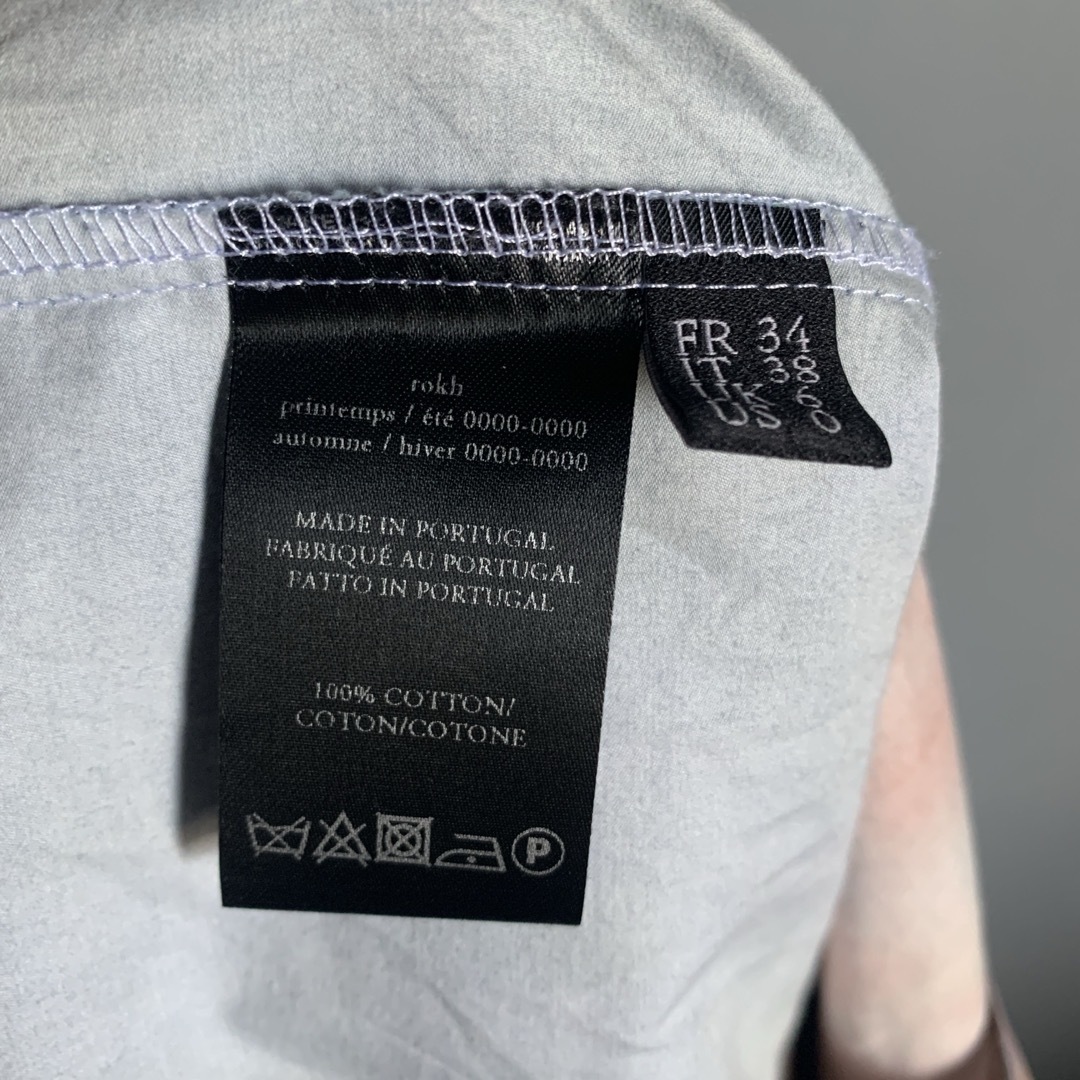 rokh
printemps / été 0000-0000
automne / hiver 0000-0000
MADE IN PORTUGAL
FABRIQUÉ AU PORTUGAL
FATTO IN PORTUGAL
100% COTTON/
COTON/COTONE
P
FR 34
IT 38
UK 6
US 0